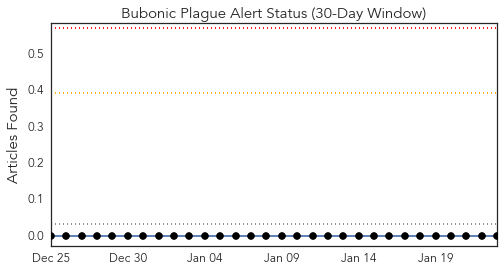 Bubonic Plague Alert Status (30-Day Window)
Articles Found
0.5
0.4
0.3
0.2
0.1
0.0
Dec 25 Dec 30 Jan 04 Jan 09 Jan 14 Jan 19